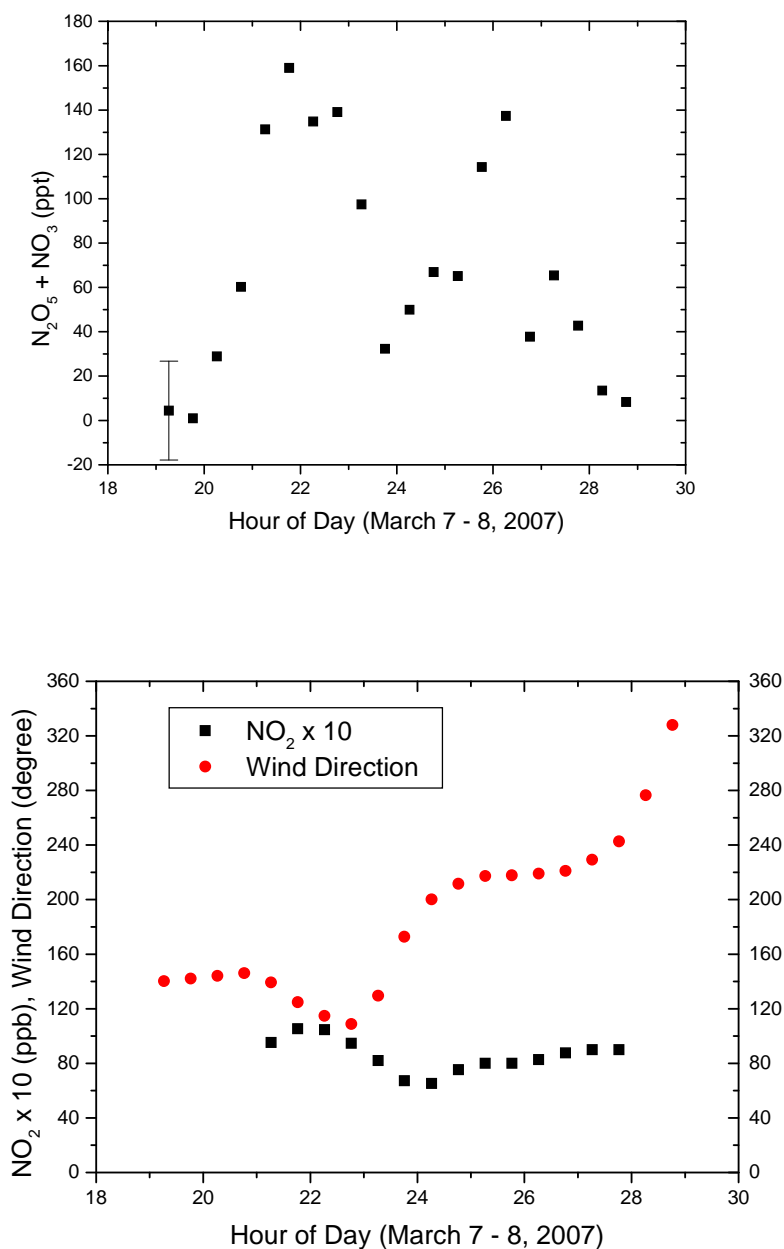 180
160
140
120
100
80
60
40
20
0
-20
N₂O₅ + NO₃ (ppt)
18 20 22 24 26 28 30
Hour of Day (March 7 - 8, 2007)
360 360
320 320
280 280
240 240
200 200
160 160
120 120
80 80
40 40
0 0
NO₂ x 10 (ppb), Wind Direction (degree)
NO₂ x 10
Wind Direction
18 20 22 24 26 28 30
Hour of Day (March 7 - 8, 2007)